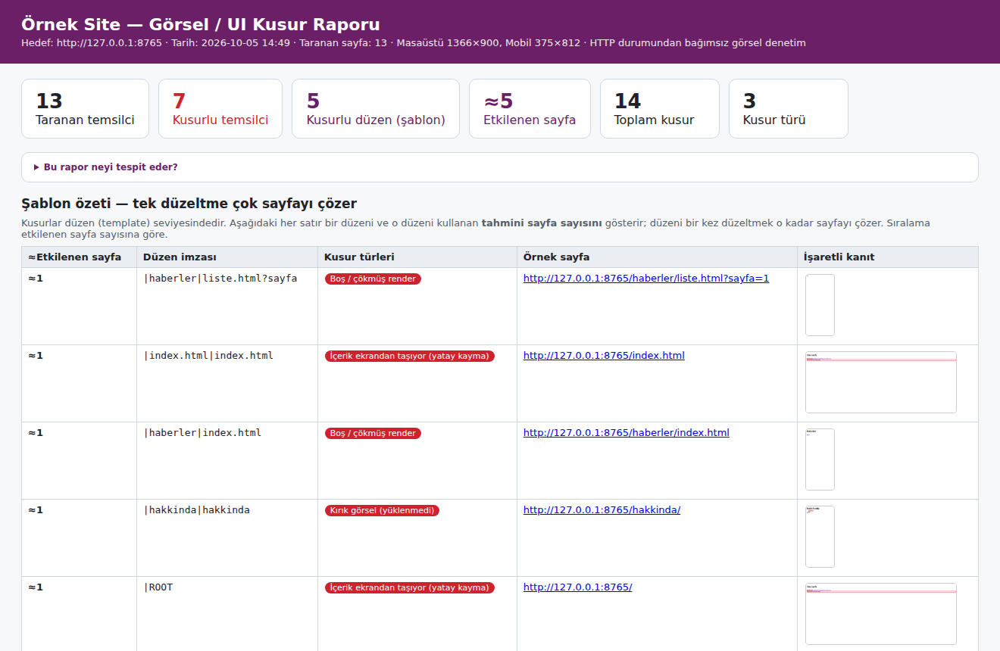 Örnek Site — Görsel / UI Kusur Raporu
Hedef: http://127.0.0.1:8765 · Tarih: 2026-10-05 14:49 · Taranan sayfa: 13 · Masaüstü 1366×900, Mobil 375×812 · HTTP durumundan bağımsız görsel denetim
13
Taranan temsilci
7
Kusurlu temsilci
5
Kusurlu düzen (şablon)
≈5
Etkilenen sayfa
14
Toplam kusur
3
Kusur türü
Bu rapor neyi tespit eder?
Şablon özeti — tek düzeltme çok sayfayı çözer
Kusurlar düzen (template) seviyesindedir. Aşağıdaki her satır bir düzeni ve o düzeni kullanan tahmini sayfa sayısını gösterir; düzeni bir kez düzeltmek o kadar sayfayı çözer. Sıralama
etkilenen sayfa sayısına göre.
≈Etkilenen sayfa Düzen imzası Kusur türleri Örnek sayfa İşaretli kanıt
≈1 |haberler|liste.html?sayfa Boş / çökmüş render http://127.0.0.1:8765/haberler/liste.html?sayfa=1
≈1 |index.html|index.html İçerik ekrandan taşıyor (yatay kayma) http://127.0.0.1:8765/index.html
≈1 |haberler|index.html Boş / çökmüş render http://127.0.0.1:8765/haberler/index.html
≈1 |hakkinda|hakkinda Kırık görsel (yüklenmedi) http://127.0.0.1:8765/hakkinda/
≈1 |ROOT İçerik ekrandan taşıyor (yatay kayma) http://127.0.0.1:8765/